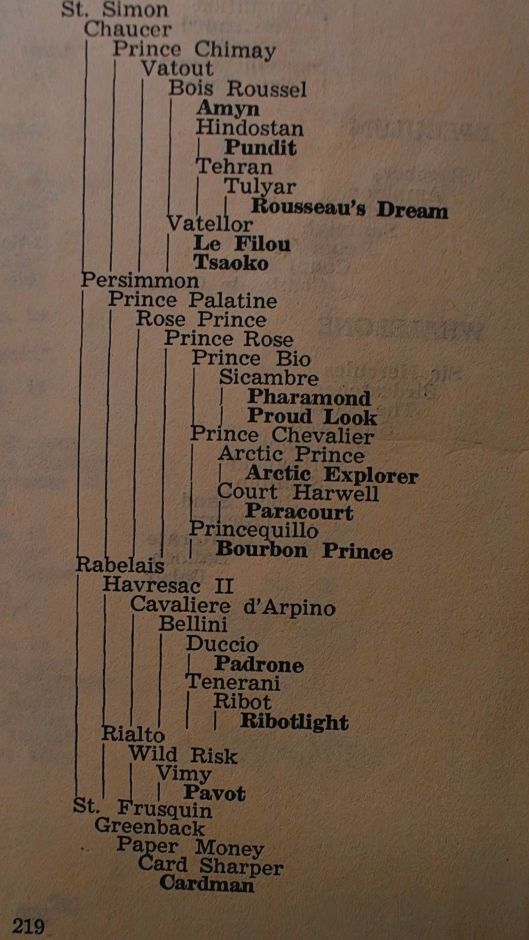 St. Simon
Chaucer
Prince Chimay
Vatout
Bois Roussel
Amyn
Hindostan
Pundit
Tehran
Tulyar
Rousseau's Dream
Vatellor
Le Filou
Tsaoko
Persimmon
Prince Palatine
Rose Prince
Prince Rose
Prince Bio
Sicambre
Pharamond
Proud Look
Prince Chevalier
Arctic Prince
Arctic Explorer
Court Harwell
Paracourt
Princequillo
Bourbon Prince
Rabelais
Havresac II
Cavaliere d'Arpino
Bellini
Duccio
Padrone
Tenerani
Ribot
Ribotlight
Rialto
Wild Risk
Vimy
Pavot
St. Frusquin
Greenback
Paper Money
Card Sharper
Cardman
219